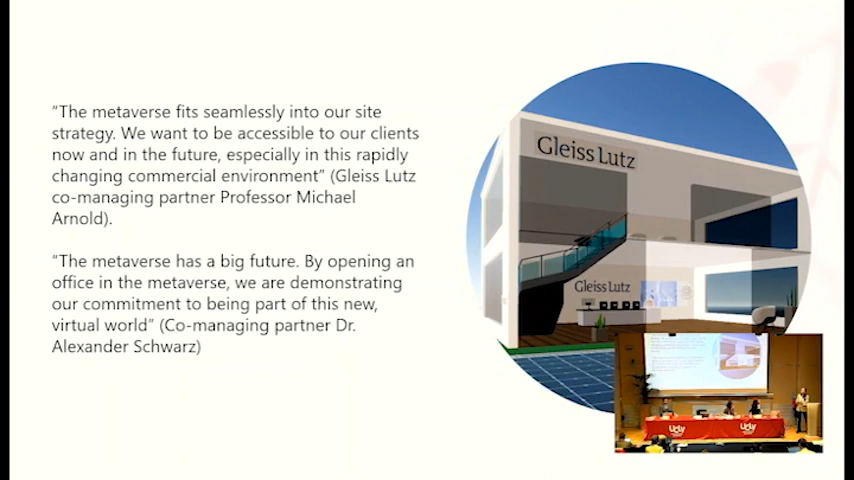 “The metaverse fits seamlessly into our site
strategy. We want to be accessible to our clients
now and in the future, especially in this rapidly
changing commercial environment” (Gleiss Lutz
co-managing partner Professor Michael
Arnold).
“The metaverse has a big future. By opening an
office in the metaverse, we are demonstrating
our commitment to being part of this new,
virtual world” (Co-managing partner Dr.
Alexander Schwarz)
Gleiss Lutz
Gleiss Lutz